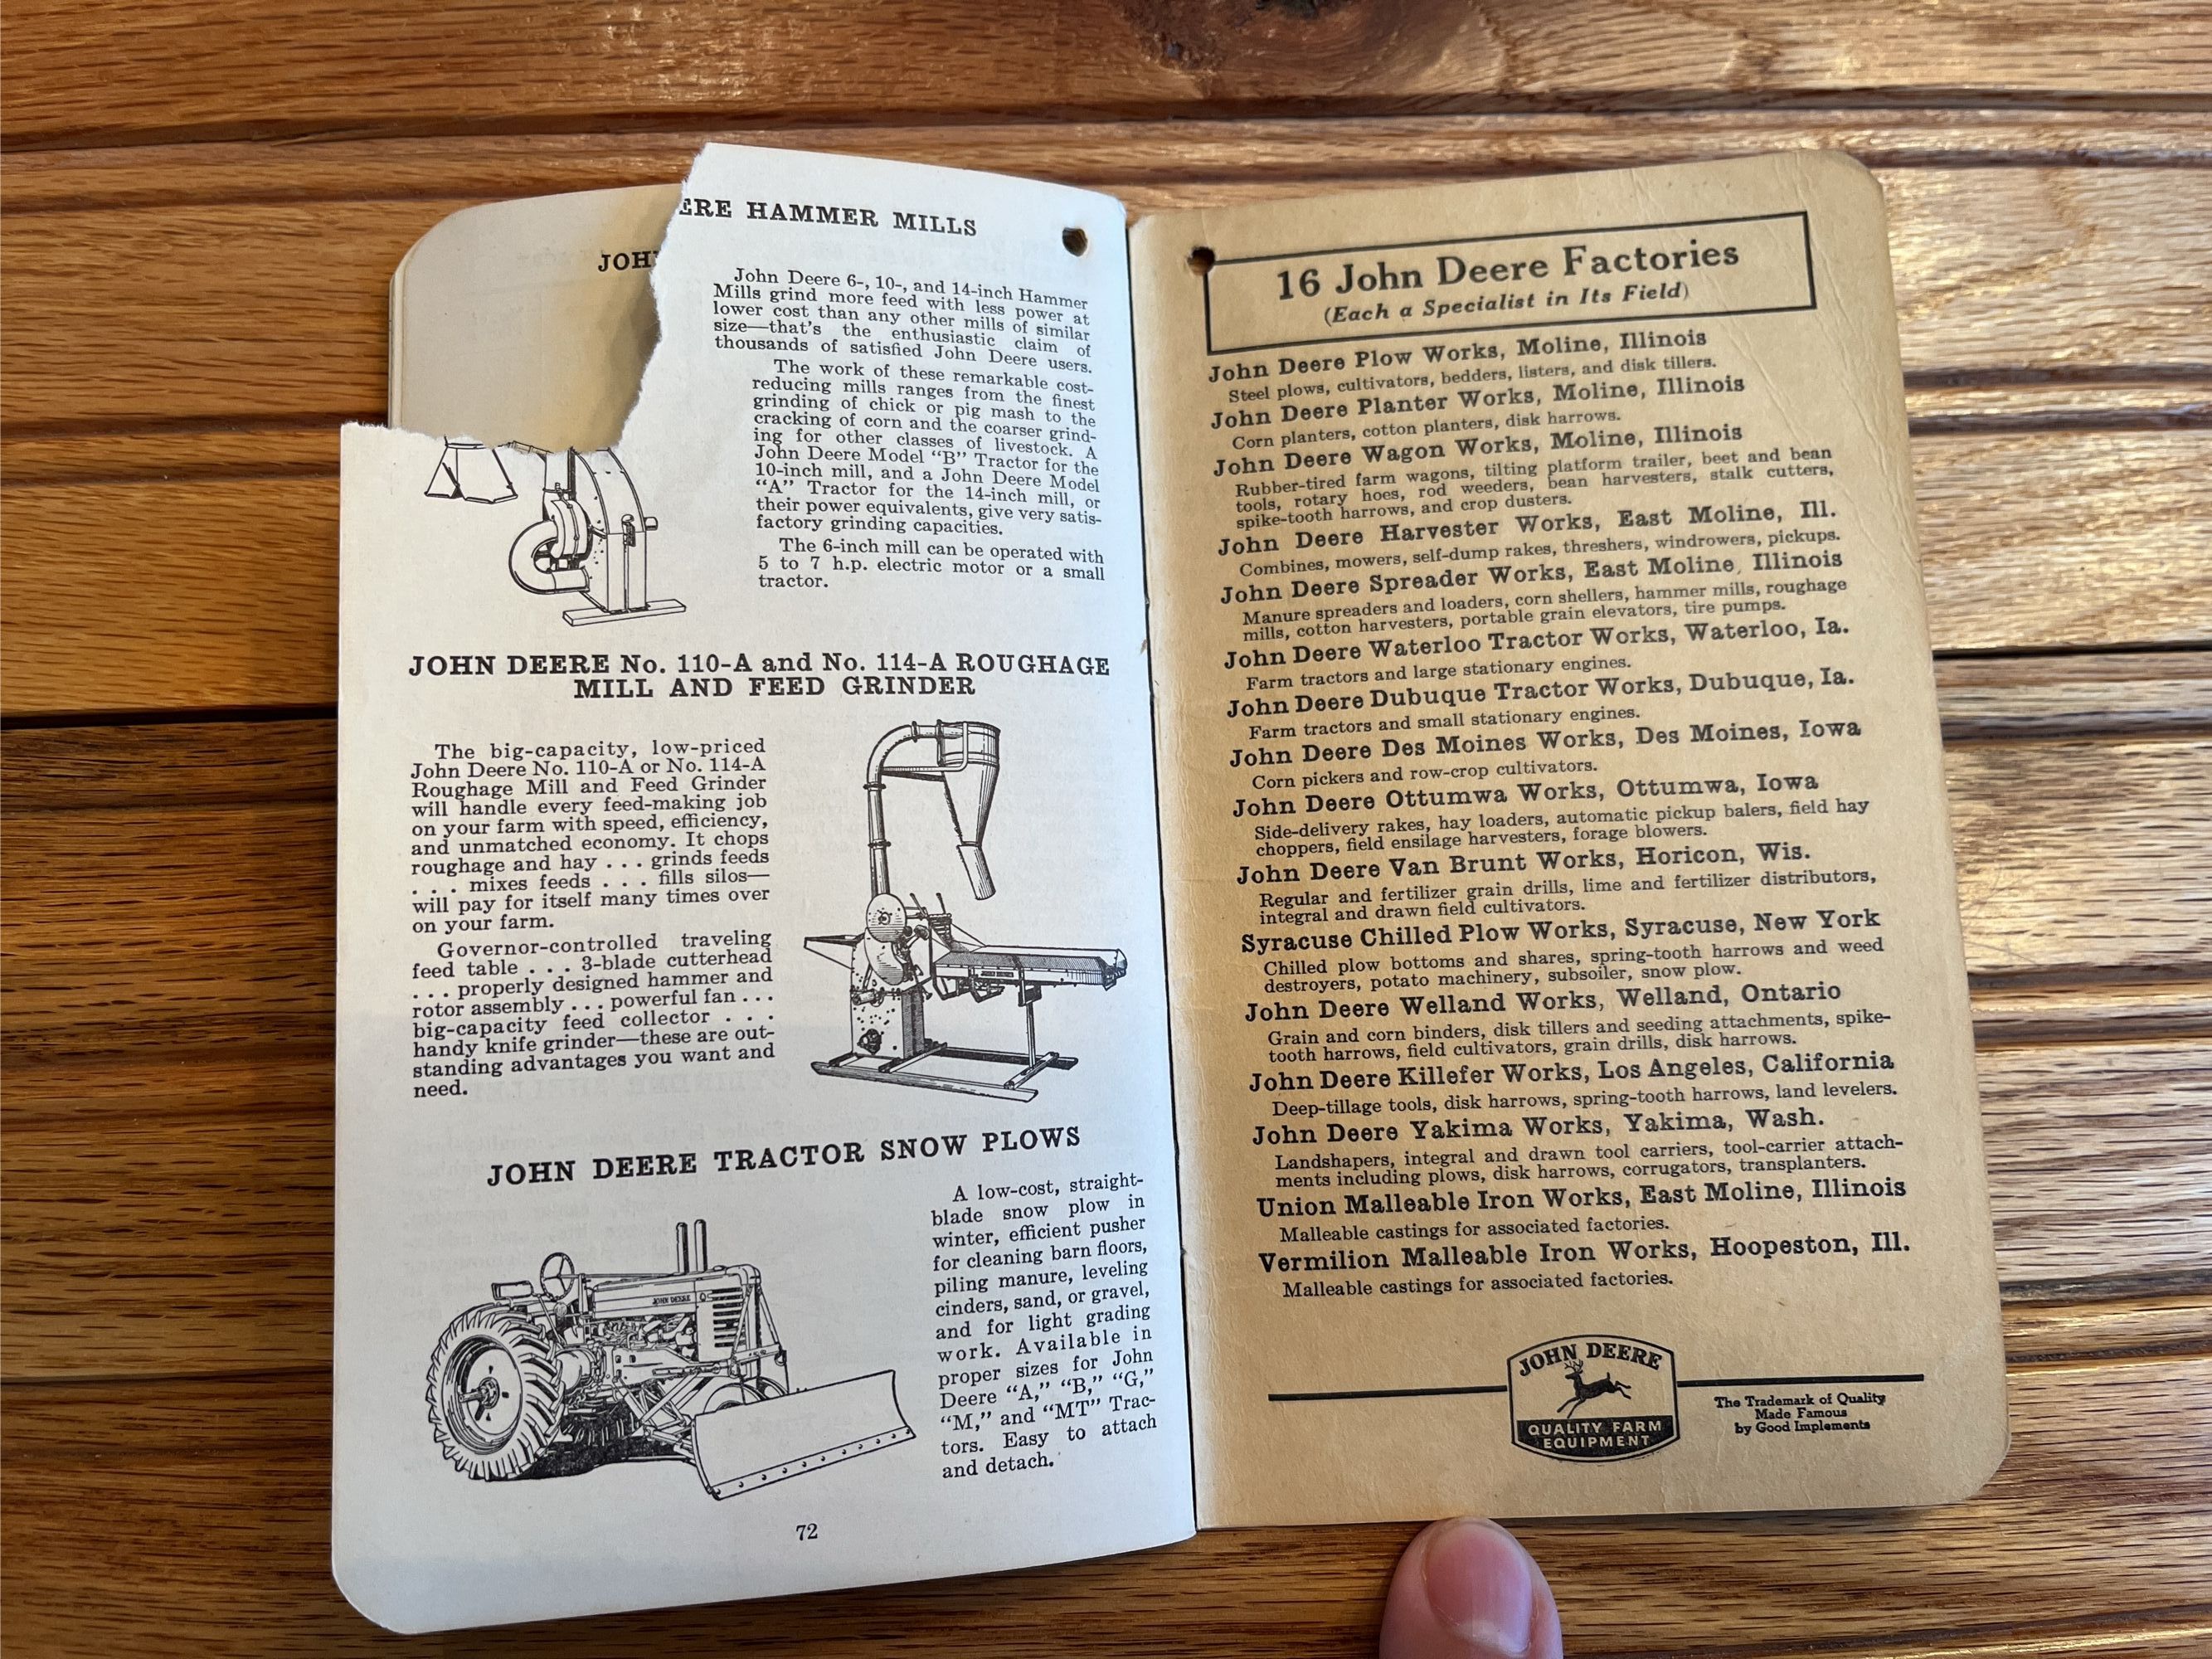 ERE HAMMER MILLS
JOH
John Deere 6-, 10-, and 14-inch Hammer
Mills grind more feed with less power at
lower cost than any other mills of similar
size—that's the enthusiastic claim of
thousands of satisfied John Deere users.
The work of these remarkable cost-
reducing mills ranges from the finest
grinding of chick or pig mash to the
cracking of corn and the coarser grind-
ing for other classes of livestock. A
John Deere Model "B" Tractor for the
10-inch mill, and a John Deere Model
"A" Tractor for the 14-inch mill, or
their power equivalents, give very satis-
factory grinding capacities.
The 6-inch mill can be operated with
5 to 7 h.p. electric motor or a small
tractor.
JOHN DEERE No. 110-A and No. 114-A ROUGHAGE
MILL AND FEED GRINDER
The big-capacity, low-priced
John Deere No. 110-A or No. 114-A
Roughage Mill and Feed Grinder
will handle every feed-making job
on your farm with speed, efficiency,
and unmatched economy. It chops
roughage and hay . . . grinds feeds
. . . mixes feeds . . . fills silos—
will pay for itself many times over
on your farm.
Governor-controlled traveling
feed table . . . 3-blade cutterhead
. . . properly designed hammer and
rotor assembly . . . powerful fan . . .
big-capacity feed collector . . .
handy knife grinder—these are out-
standing advantages you want and
need.
JOHN DEERE TRACTOR SNOW PLOWS
JOHN DEERE
A low-cost, straight-
blade snow plow in
winter, efficient pusher
for cleaning barn floors,
piling manure, leveling
cinders, sand, or gravel,
and for light grading
work. Available in
proper sizes for John
Deere "A," "B," "G,"
"M," and "MT" Trac-
tors. Easy to attach
and detach.
72
16 John Deere Factories
(Each a Specialist in Its Field)
John Deere Plow Works, Moline, Illinois
Steel plows, cultivators, bedders, listers, and disk tillers.
John Deere Planter Works, Moline, Illinois
Corn planters, cotton planters, disk harrows.
John Deere Wagon Works, Moline, Illinois
Rubber-tired farm wagons, tilting platform trailer, beet and bean
tools, rotary hoes, rod weeders, bean harvesters, stalk cutters,
spike-tooth harrows, and crop dusters.
John Deere Harvester Works, East Moline, Ill.
Combines, mowers, self-dump rakes, threshers, windrowers, pickups.
John Deere Spreader Works, East Moline, Illinois
Manure spreaders and loaders, corn shellers, hammer mills, roughage
mills, cotton harvesters, portable grain elevators, tire pumps.
John Deere Waterloo Tractor Works, Waterloo, Ia.
Farm tractors and large stationary engines.
John Deere Dubuque Tractor Works, Dubuque, Ia.
Farm tractors and small stationary engines.
John Deere Des Moines Works, Des Moines, Iowa
Corn pickers and row-crop cultivators.
John Deere Ottumwa Works, Ottumwa, Iowa
Side-delivery rakes, hay loaders, automatic pickup balers, field hay
choppers, field ensilage harvesters, forage blowers.
John Deere Van Brunt Works, Horicon, Wis.
Regular and fertilizer grain drills, lime and fertilizer distributors,
integral and drawn field cultivators.
Syracuse Chilled Plow Works, Syracuse, New York
Chilled plow bottoms and shares, spring-tooth harrows and weed
destroyers, potato machinery, subsoiler, snow plow.
John Deere Welland Works, Welland, Ontario
Grain and corn binders, disk tillers and seeding attachments, spike-
tooth harrows, field cultivators, grain drills, disk harrows.
John Deere Killefer Works, Los Angeles, California
Deep-tillage tools, disk harrows, spring-tooth harrows, land levelers.
John Deere Yakima Works, Yakima, Wash.
Landshapers, integral and drawn tool carriers, tool-carrier attach-
ments including plows, disk harrows, corrugators, transplanters.
Union Malleable Iron Works, East Moline, Illinois
Malleable castings for associated factories.
Vermilion Malleable Iron Works, Hoopeston, Ill.
Malleable castings for associated factories.
JOHN DEERE
QUALITY FARM
EQUIPMENT
The Trademark of Quality
Made Famous
by Good Implements